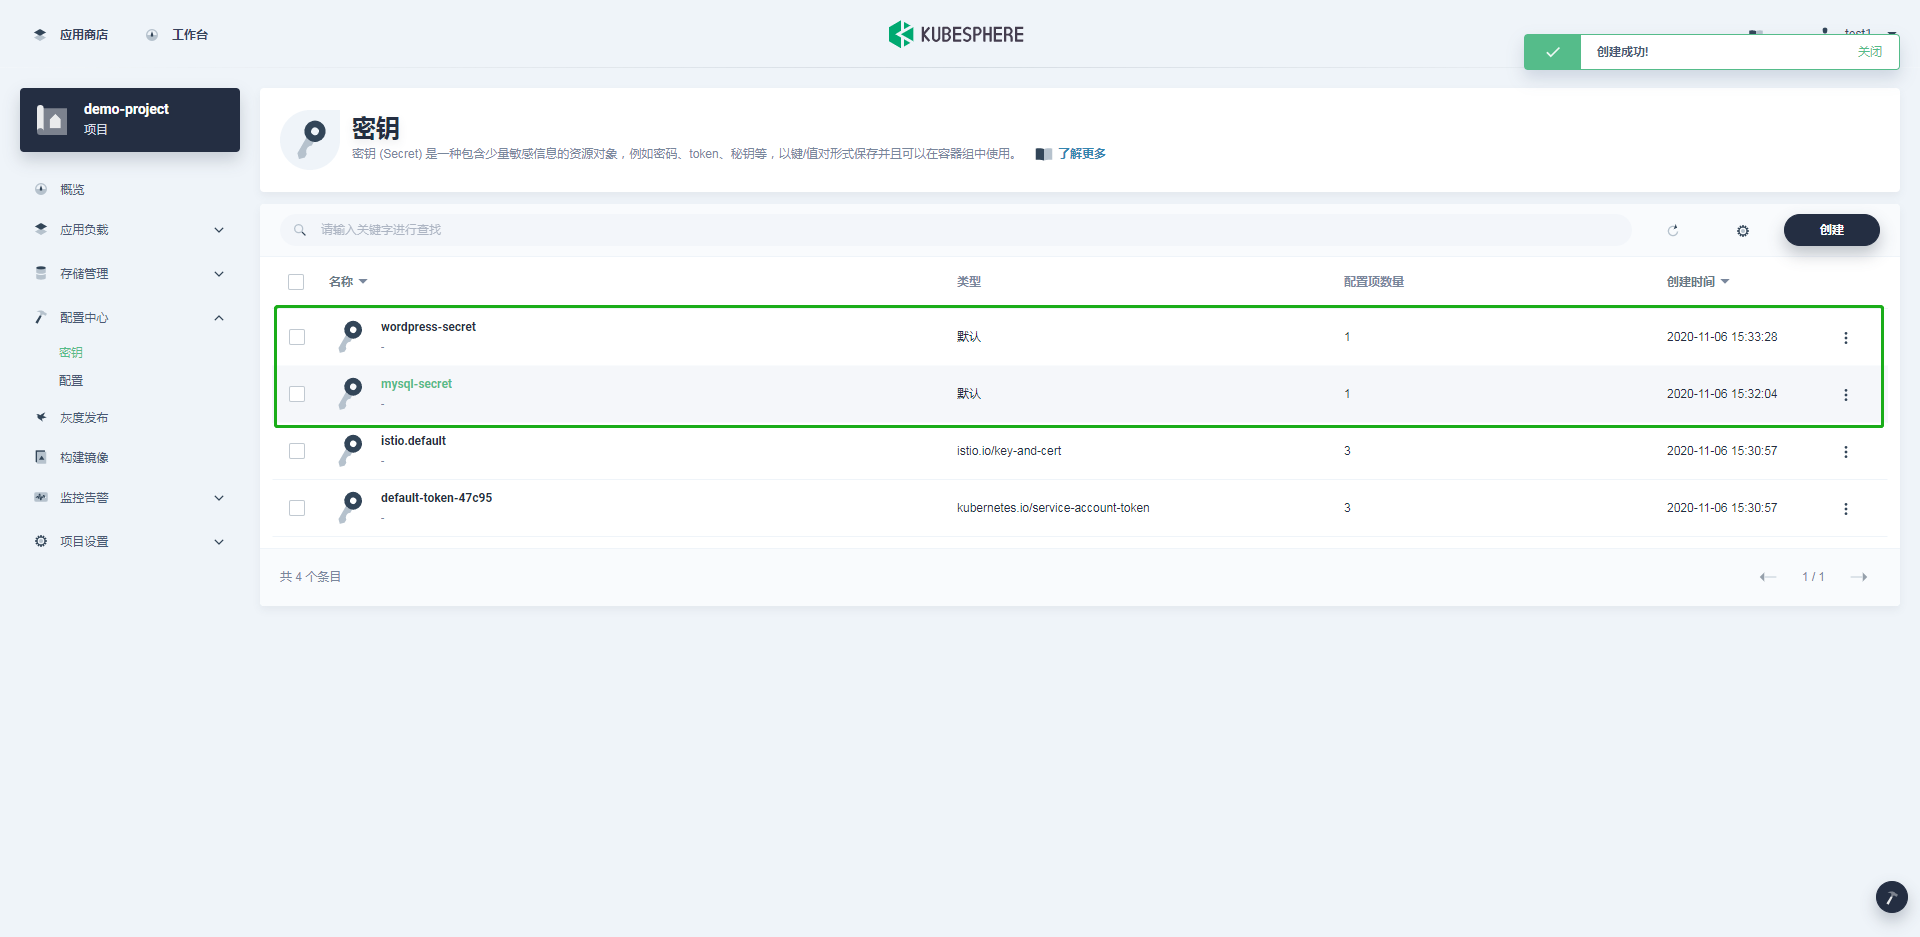 应用商店
工作台
KUBESPHERE
test1
创建成功!
关闭
demo-project
项目
密钥
密钥 (Secret) 是一种包含少量敏感信息的资源对象，例如密码、token、秘钥等，以键/值对形式保存并且可以在容器组中使用。
了解更多
概览
应用负载
存储管理
配置中心
密钥
配置
灰度发布
构建镜像
监控告警
项目设置
请输入关键字进行查找
创建
名称
类型
配置项数量
创建时间
wordpress-secret
-
默认
1
2020-11-06 15:33:28
mysql-secret
-
默认
1
2020-11-06 15:32:04
istio.default
-
istio.io/key-and-cert
3
2020-11-06 15:30:57
default-token-47c95
-
kubernetes.io/service-account-token
3
2020-11-06 15:30:57
共 4 个条目
1 / 1